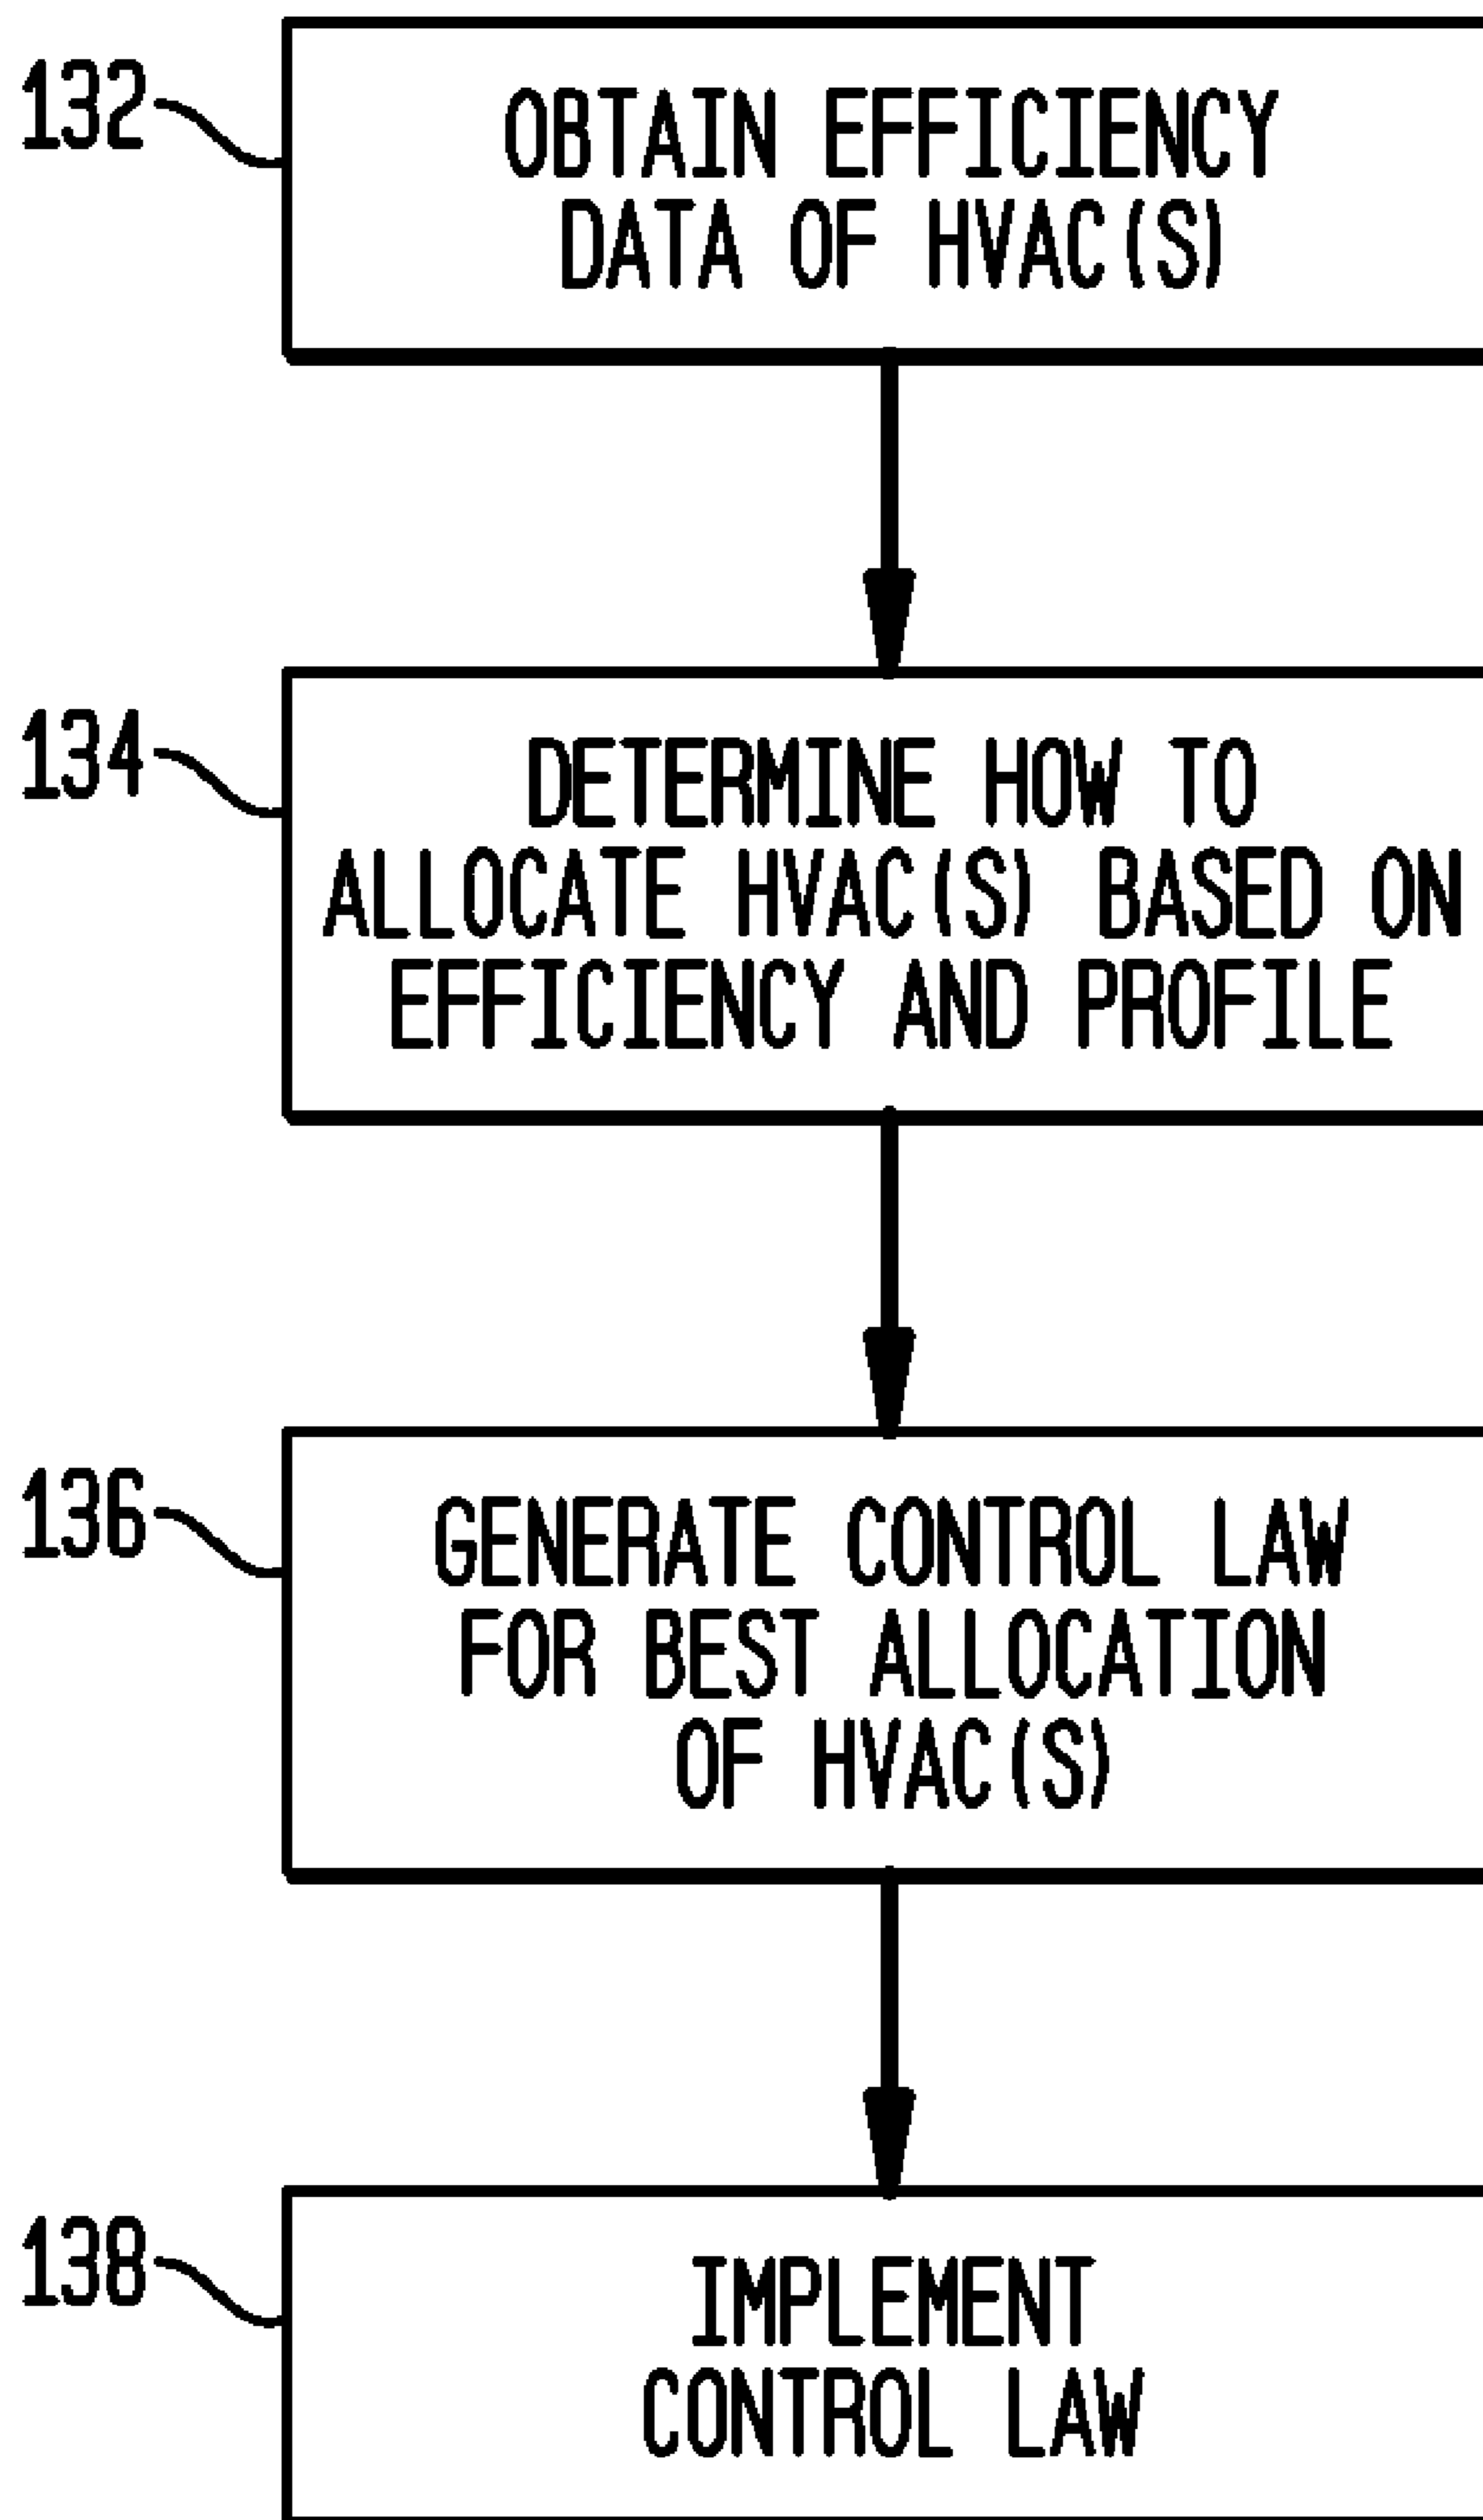 132
OBTAIN EFFICIENCY
DATA OF HVAC(S)
134
DETERMINE HOW TO
ALLOCATE HVAC(S) BASED ON
EFFICIENCY AND PROFILE
136
GENERATE CONTROL LAW
FOR BEST ALLOCATION
OF HVAC(S)
138
IMPLEMENT
CONTROL LAW